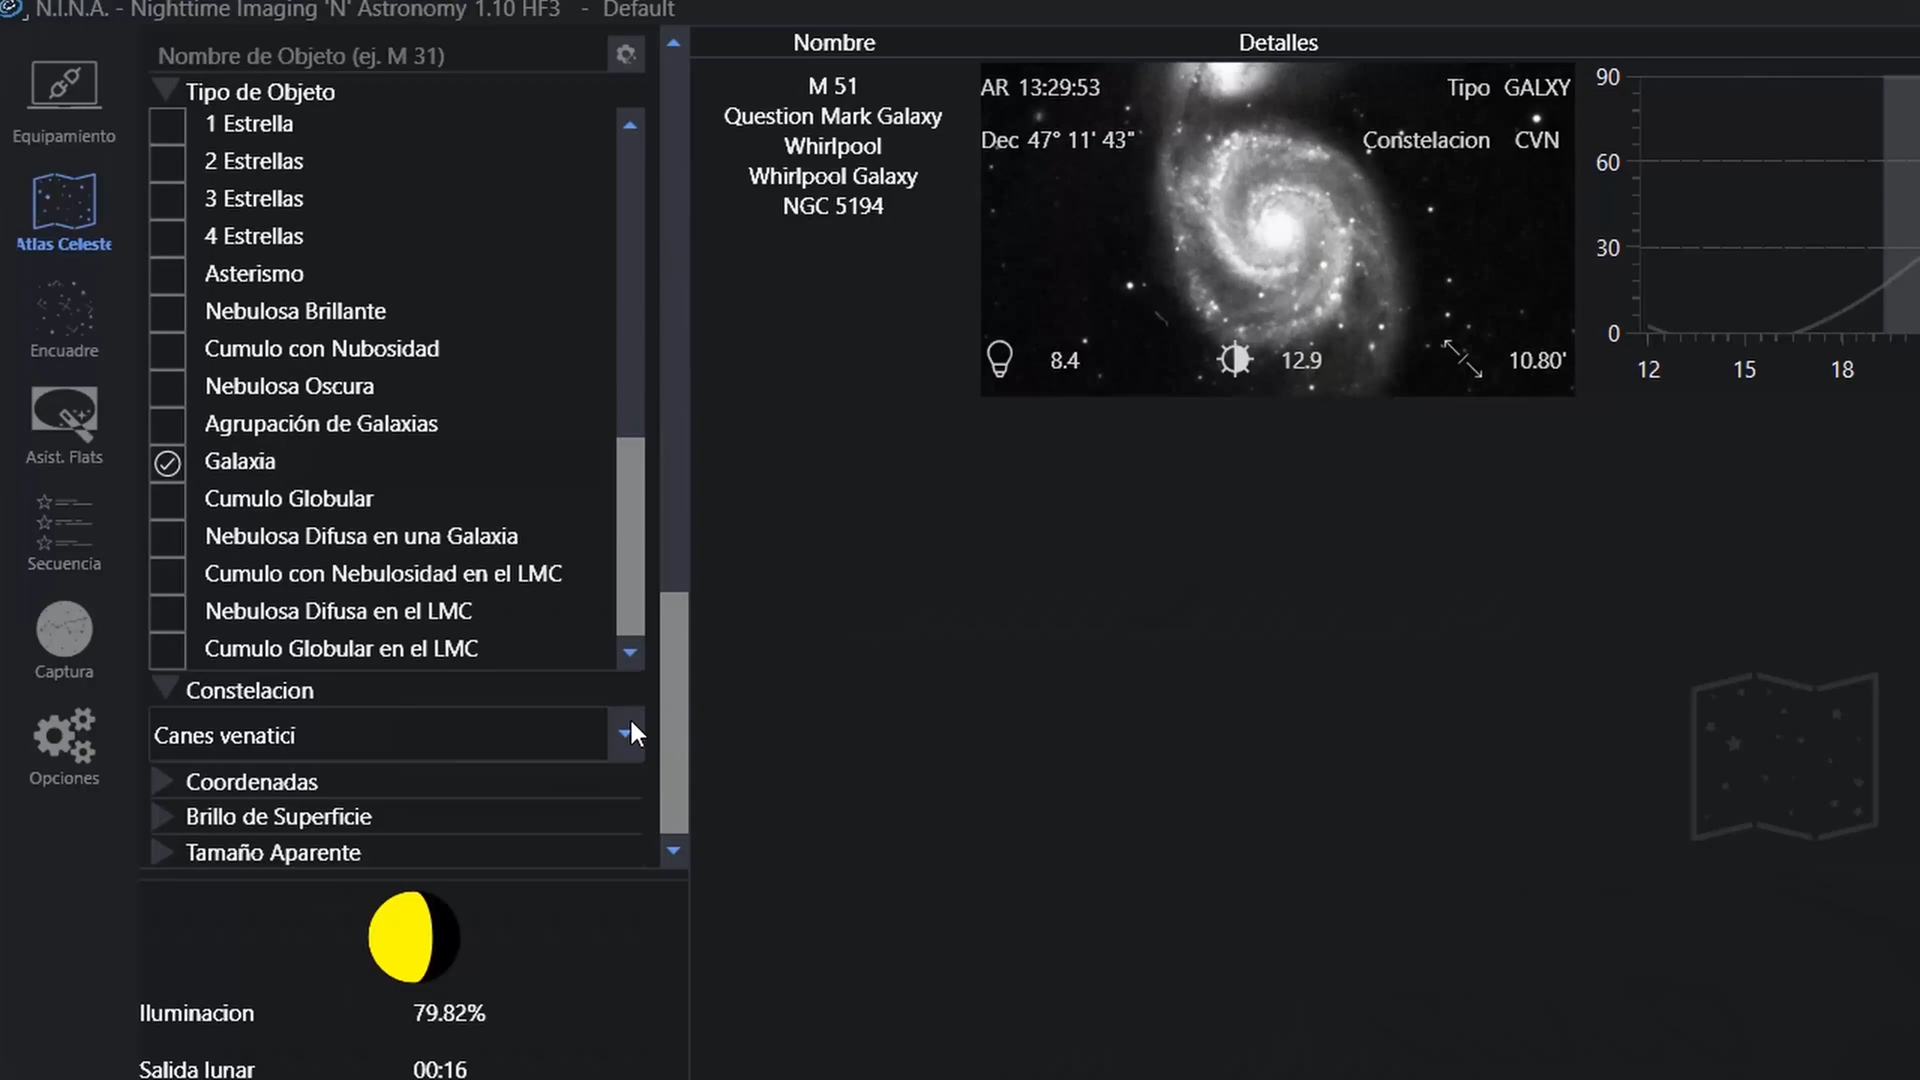 N.I.N.A. - Nighttime Imaging 'N' Astronomy 1.10 HF3 - Default
Equipamiento
Atlas Celeste
Encuadre
Asist. Flats
Secuencia
Captura
Opciones
Nombre de Objeto (ej. M 31)
Tipo de Objeto
1 Estrella
2 Estrellas
3 Estrellas
4 Estrellas
Asterismo
Nebulosa Brillante
Cumulo con Nubosidad
Nebulosa Oscura
Agrupación de Galaxias
Galaxia
Cumulo Globular
Nebulosa Difusa en una Galaxia
Cumulo con Nebulosidad en el LMC
Nebulosa Difusa en el LMC
Cumulo Globular en el LMC
Constelacion
Canes venatici
Coordenadas
Brillo de Superficie
Tamaño Aparente
Iluminacion 79.82%
Salida lunar 00:16
Nombre Detalles
M 51
Question Mark Galaxy
Whirlpool
Whirlpool Galaxy
NGC 5194
AR 13:29:53 Tipo GALXY
Dec 47° 11' 43" Constelacion CVN
8.4 12.9 10.80'
90
60
30
0
12 15 18